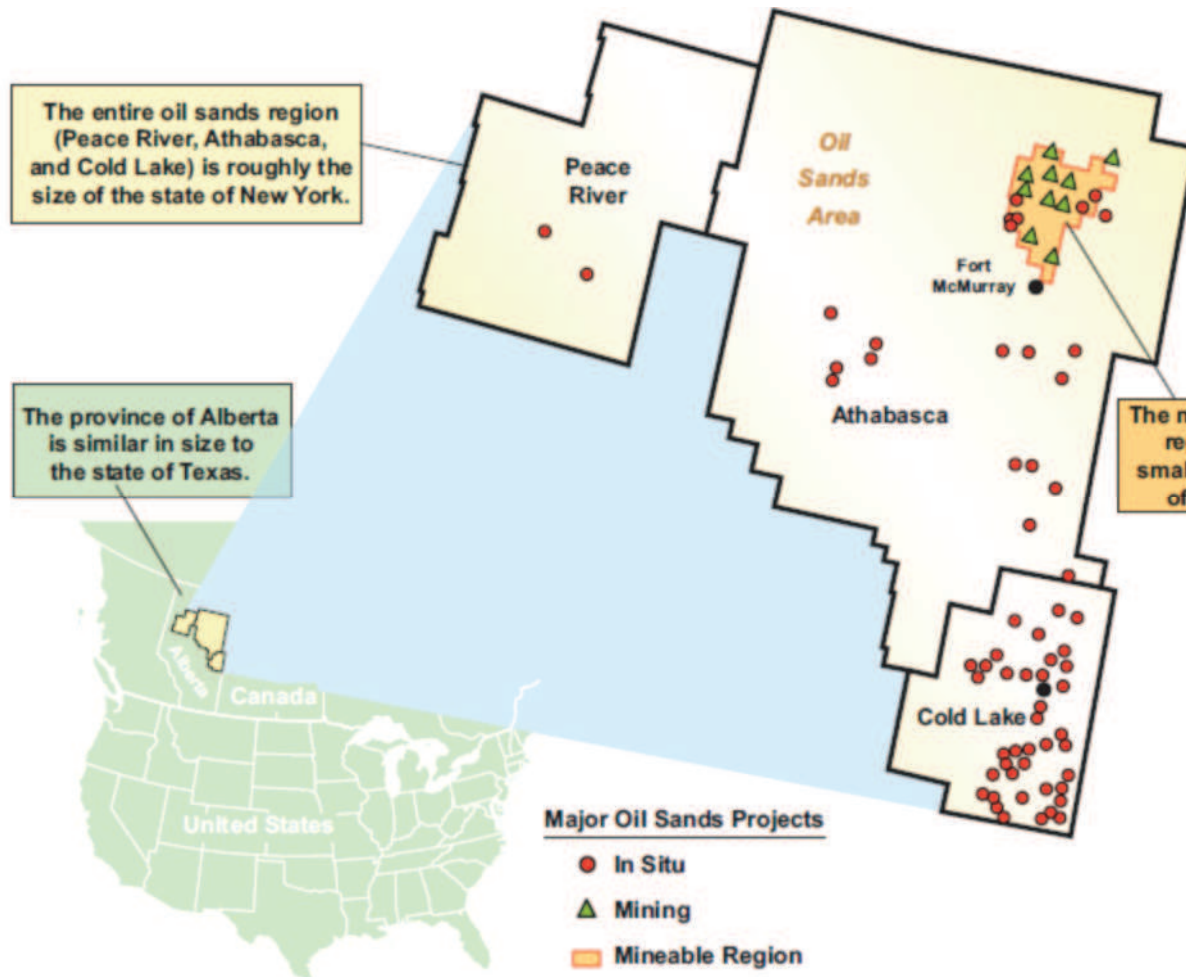 The entire oil sands region
(Peace River, Athabasca,
and Cold Lake) is roughly the
size of the state of New York.
Peace
River
Oil
Sands
Area
Fort
McMurray
Athabasca
The province of Alberta
is similar in size to
the state of Texas.
The
of
Alberta
Canada
United States
Cold Lake
Major Oil Sands Projects
In Situ
Mining
Mineable Region